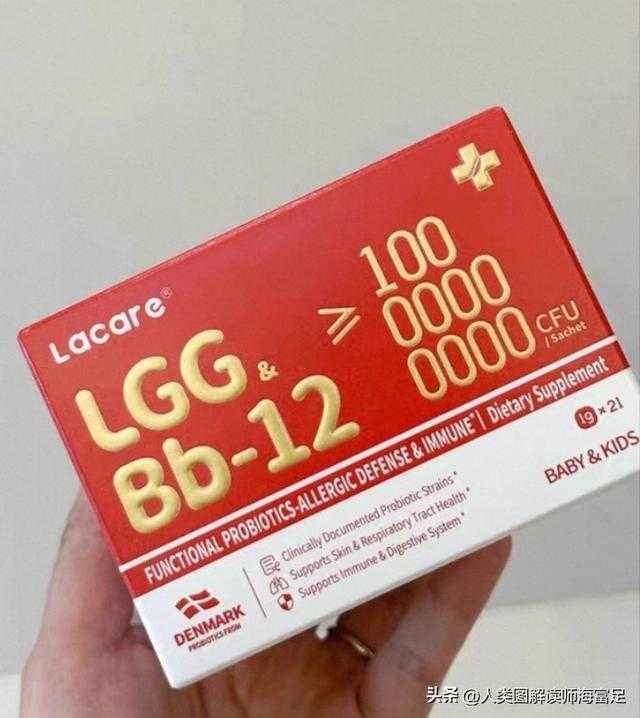 Lacare®
LGG &
Bb-12
≥
100
0000
0000 CFU
/ Sachet
FUNCTIONAL PROBIOTICS-ALLERGIC DEFENSE & IMMUNE* | Dietary Supplement
1g × 21
BABY & KIDS
DENMARK
PROBIOTICS FROM
Clinically Documented Probiotic Strains*
Supports Skin & Respiratory Tract Health*
Supports Immune & Digestive System*
头条 @人类图解读师海富足